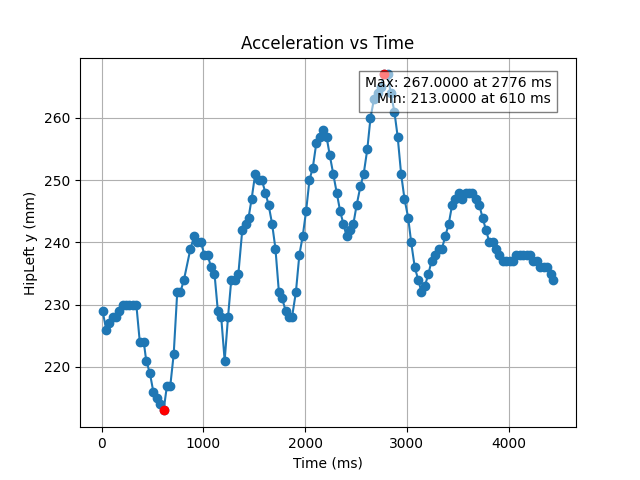 Acceleration vs Time
Max: 267.0000 at 2776 ms
Min: 213.0000 at 610 ms
260
250
240
230
220
HipLeft y (mm)
0 1000 2000 3000 4000
Time (ms)